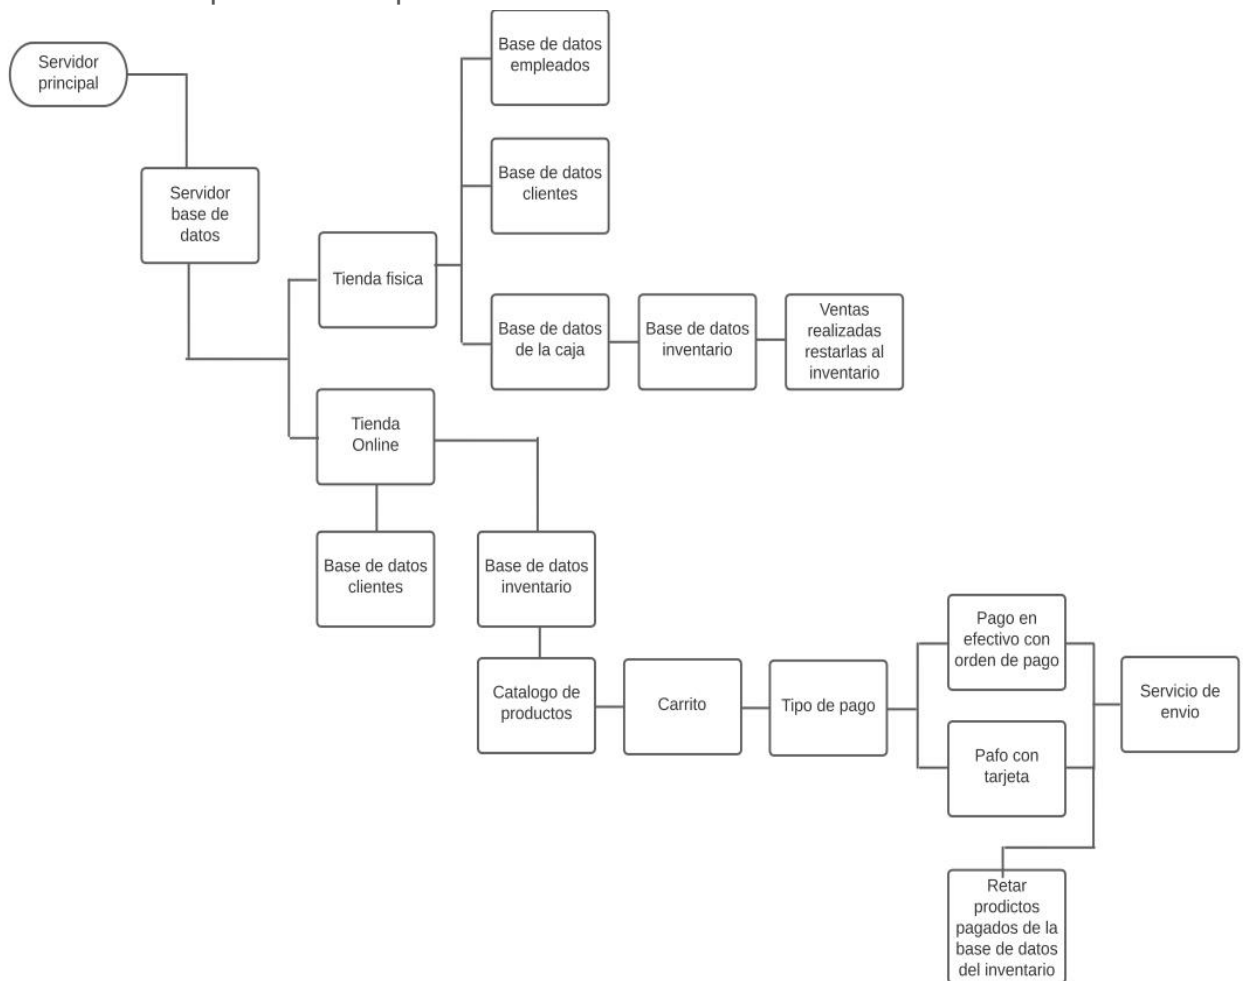 Servidor
principal
Servidor
base de
datos
Tienda fisica
Base de datos
empleados
Base de datos
clientes
Base de datos
de la caja
Base de datos
inventario
Ventas
realizadas
restarlas al
inventario
Tienda
Online
Base de datos
clientes
Base de datos
inventario
Catalogo de
productos
Carrito
Tipo de pago
Pago en
efectivo con
orden de pago
Pafo con
tarjeta
Servicio de
envio
Retar
prodictos
pagados de la
base de datos
del inventario